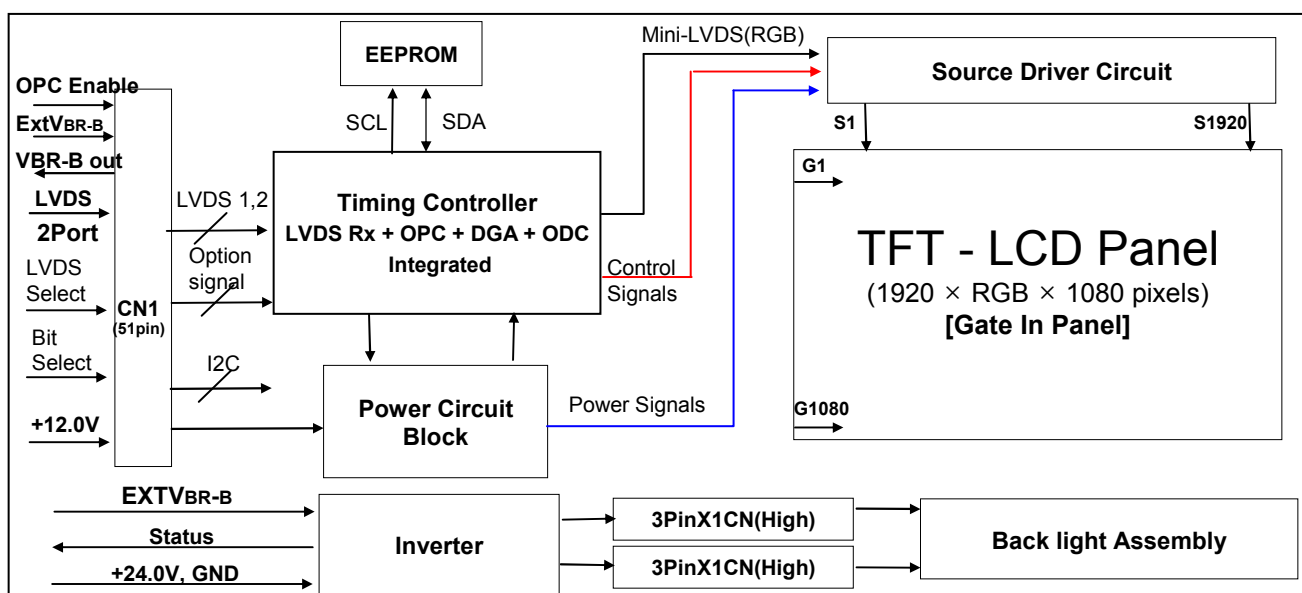 EEPROM
Mini-LVDS(RGB)
Source Driver Circuit
OPC Enable
ExtVBR-B
VBR-B out
LVDS
2Port
LVDS
Select
Bit
Select
+12.0V
CN1
(51pin)
SCL
SDA
LVDS 1,2
Option
signal
I2C
Timing Controller
LVDS Rx + OPC + DGA + ODC
Integrated
Control
Signals
Power Circuit
Block
Power Signals
S1
S1920
G1
TFT - LCD Panel
(1920 × RGB × 1080 pixels)
[Gate In Panel]
G1080
EXTVBR-B
Status
+24.0V, GND
Inverter
3PinX1CN(High)
3PinX1CN(High)
Back light Assembly